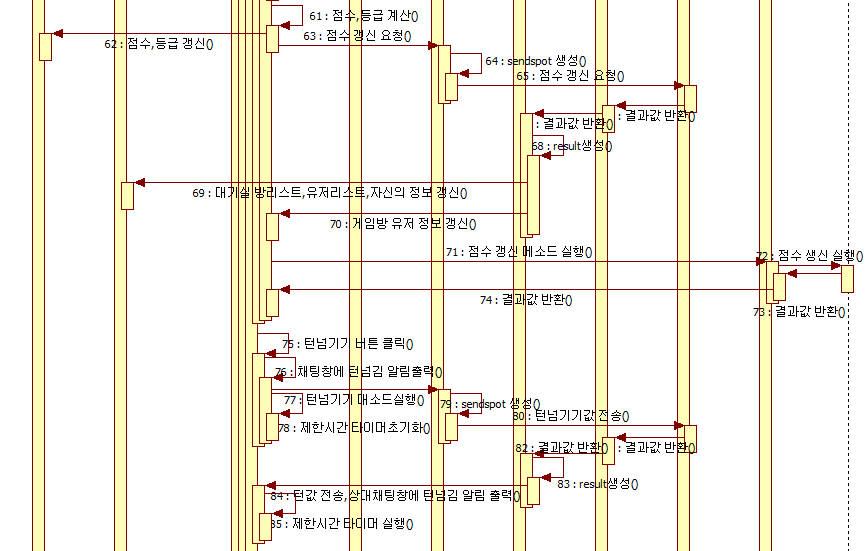 61 : 점수,등급 계산()
62 : 점수,등급 갱신()
63 : 점수 갱신 요청()
64 : sendspot 생성()
65 : 점수 갱신 요청()
: 결과값 반환()
: 결과값 반환()
68 : result생성()
69 : 대기실 방리스트,유저리스트,자신의 정보 갱신()
70 : 게임방 유저 정보 갱신()
71 : 점수 갱신 메소드 실행()
72 : 점수 생신 실행()
73 : 결과값 반환()
74 : 결과값 반환()
75 : 턴넘기기 버튼 클릭()
76 : 채팅창에 턴넘김 알림출력()
77 : 턴넘기기 매소드실행()
78 : 제한시간 타이머초기화()
79 : sendspot 생성()
80 : 턴넘기기값 전송()
: 결과값 반환()
82 : 결과값 반환()
83 : result생성()
84 : 턴값 전송,상대채팅창에 턴넘김 알림 출력()
85 : 제한시간 타이머 실행()